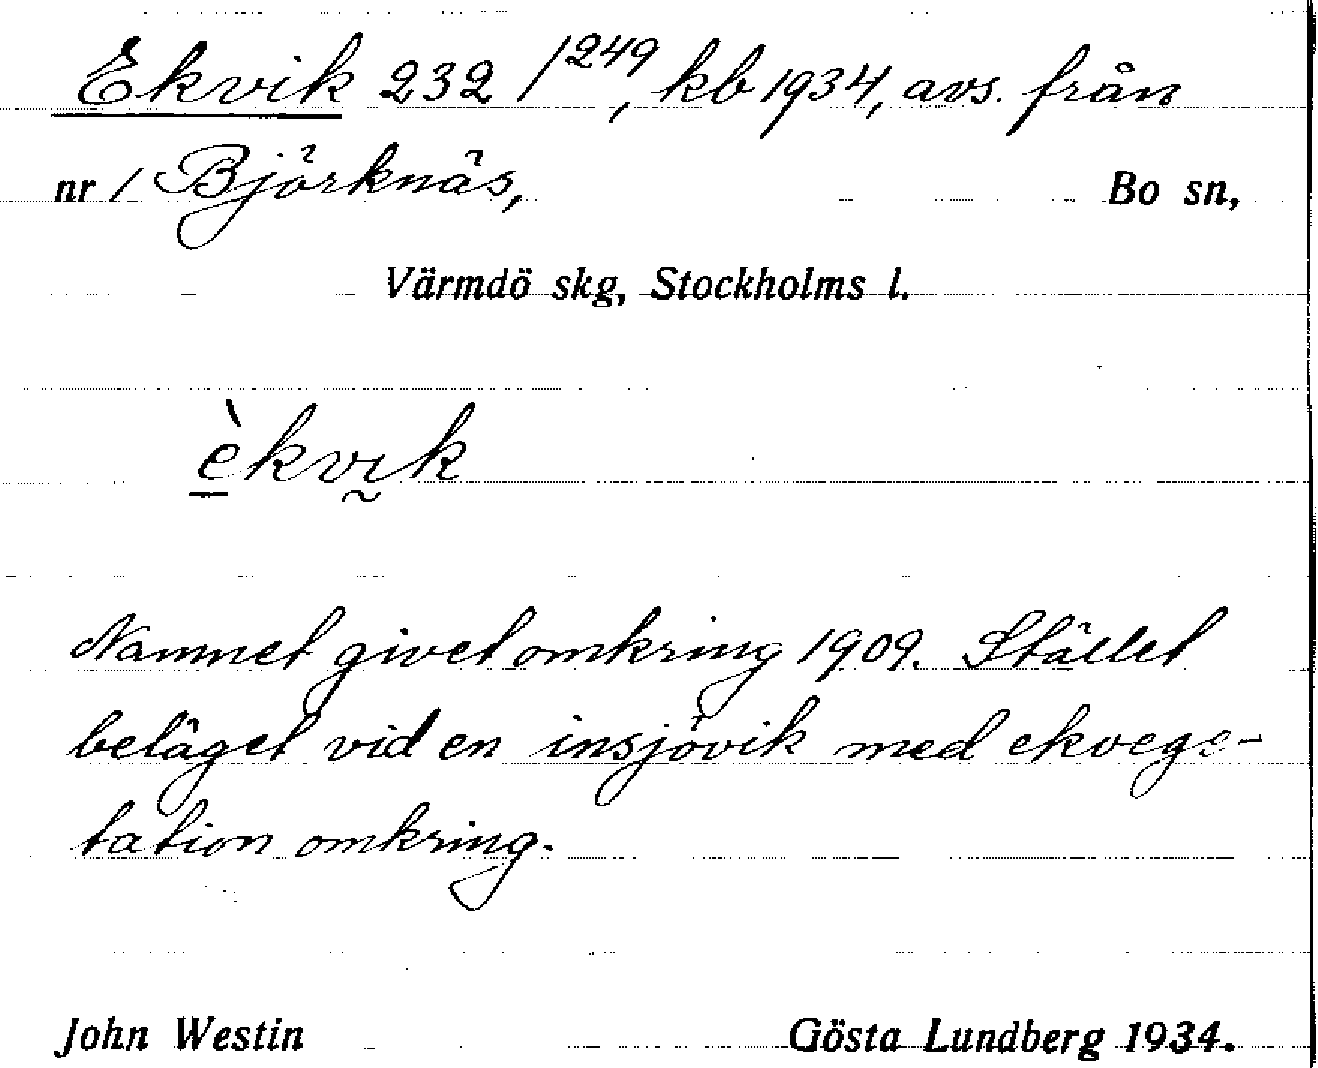 Ekvik 232 /249, kb 1934, avs. från
nr 1 Björknäs, Bo sn,
Värmdö skg, Stockholms l.
èkvik
Namnet givet omkring 1909. Stället
beläget vid en insjövik med ekvege-
tation omkring.
John Westin Gösta Lundberg 1934.